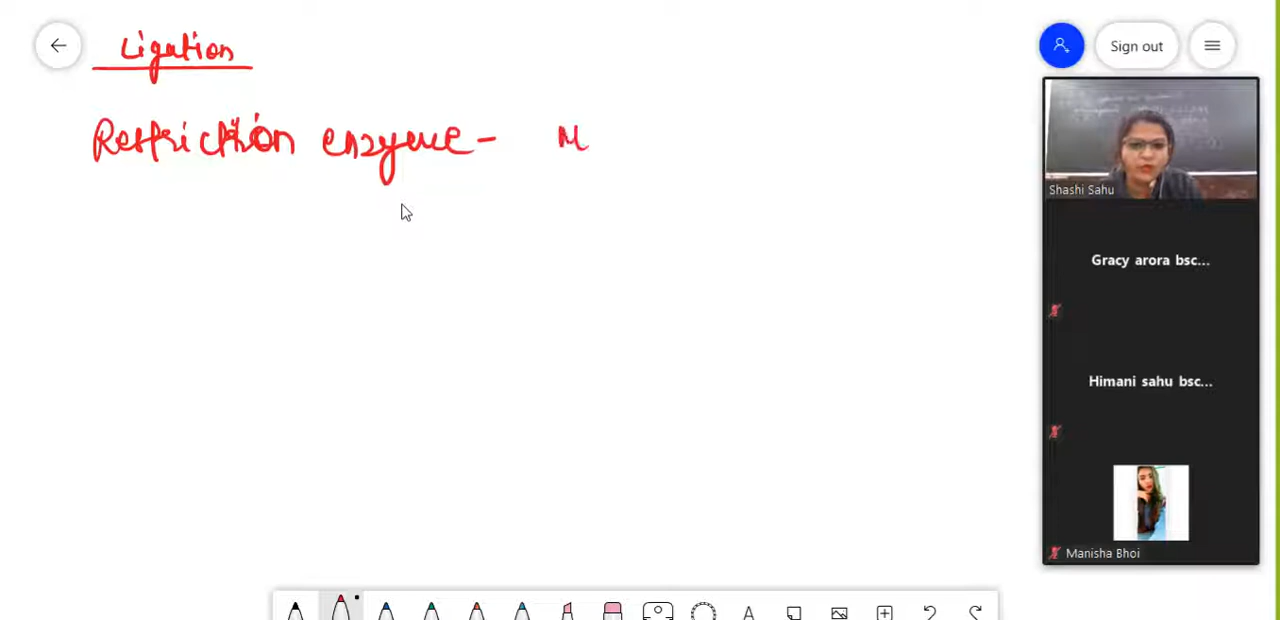 Ligation
Sign out
Restriction enzyme - M
Shashi Sahu
Gracy arora bsc...
Himani sahu bsc...
Manisha Bhoi
A